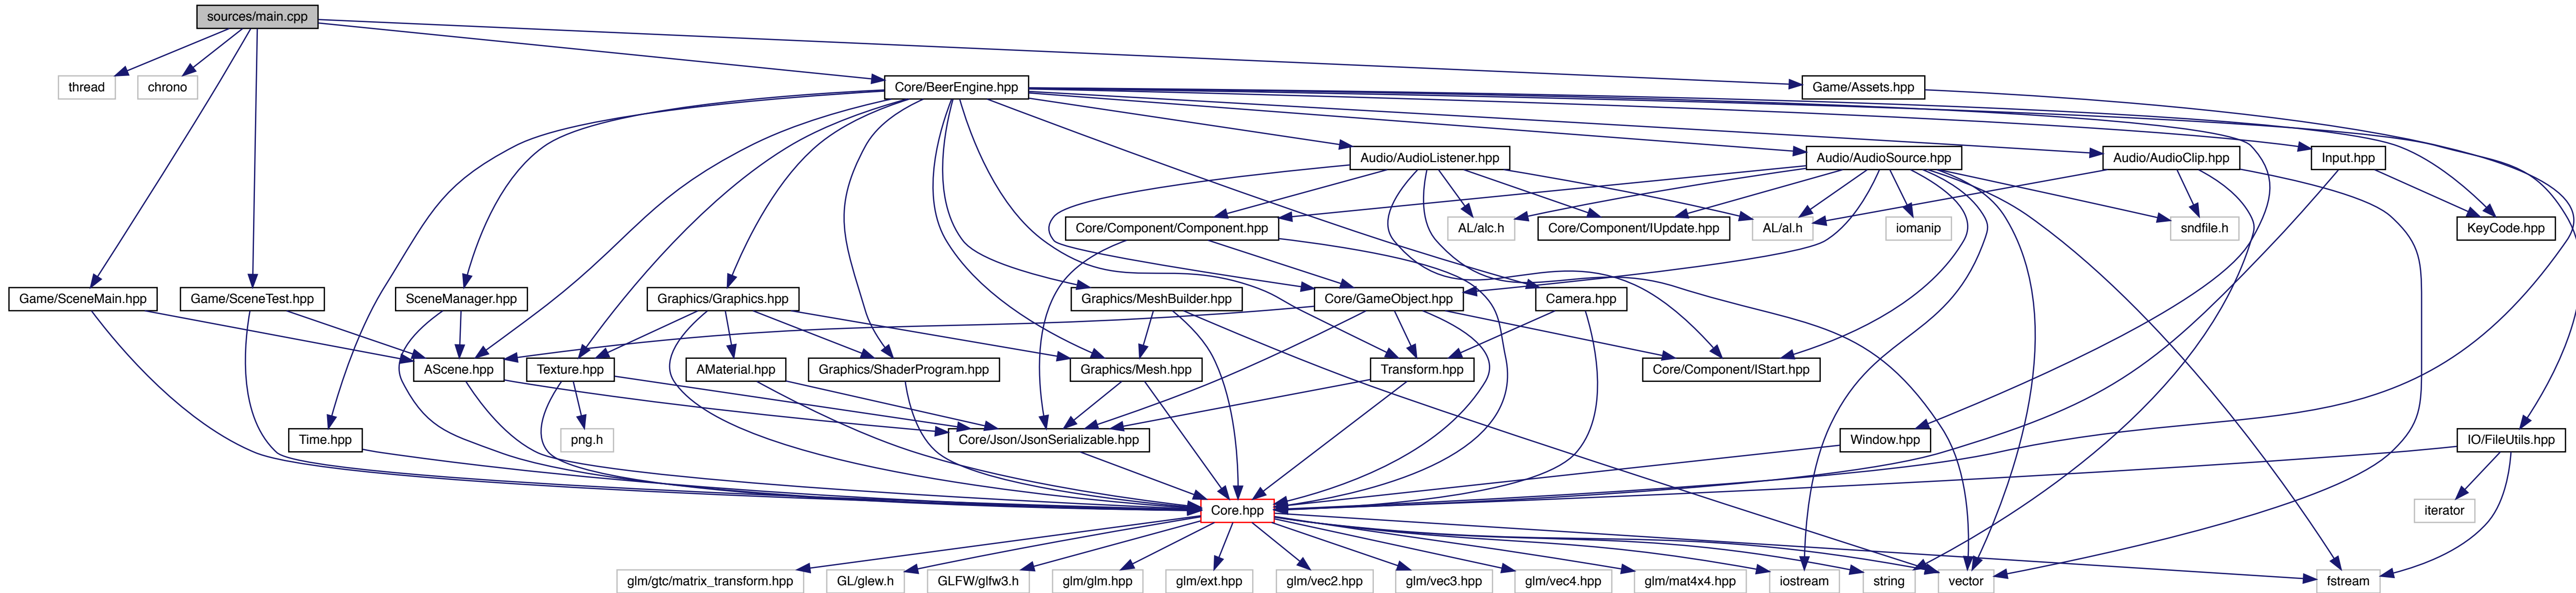 sources/main.cpp
thread
chrono
Core/BeerEngine.hpp
Game/Assets.hpp
Audio/AudioListener.hpp
Audio/AudioSource.hpp
Audio/AudioClip.hpp
Input.hpp
Core/Component/Component.hpp
AL/alc.h
Core/Component/IUpdate.hpp
AL/al.h
iomanip
sndfile.h
KeyCode.hpp
Game/SceneMain.hpp
Game/SceneTest.hpp
SceneManager.hpp
Graphics/Graphics.hpp
Graphics/MeshBuilder.hpp
Core/GameObject.hpp
Camera.hpp
AScene.hpp
Texture.hpp
AMaterial.hpp
Graphics/ShaderProgram.hpp
Graphics/Mesh.hpp
Transform.hpp
Core/Component/IStart.hpp
Time.hpp
png.h
Core/Json/JsonSerializable.hpp
Window.hpp
IO/FileUtils.hpp
Core.hpp
iterator
glm/gtc/matrix_transform.hpp
GL/glew.h
GLFW/glfw3.h
glm/glm.hpp
glm/ext.hpp
glm/vec2.hpp
glm/vec3.hpp
glm/vec4.hpp
glm/mat4x4.hpp
iostream
string
vector
fstream